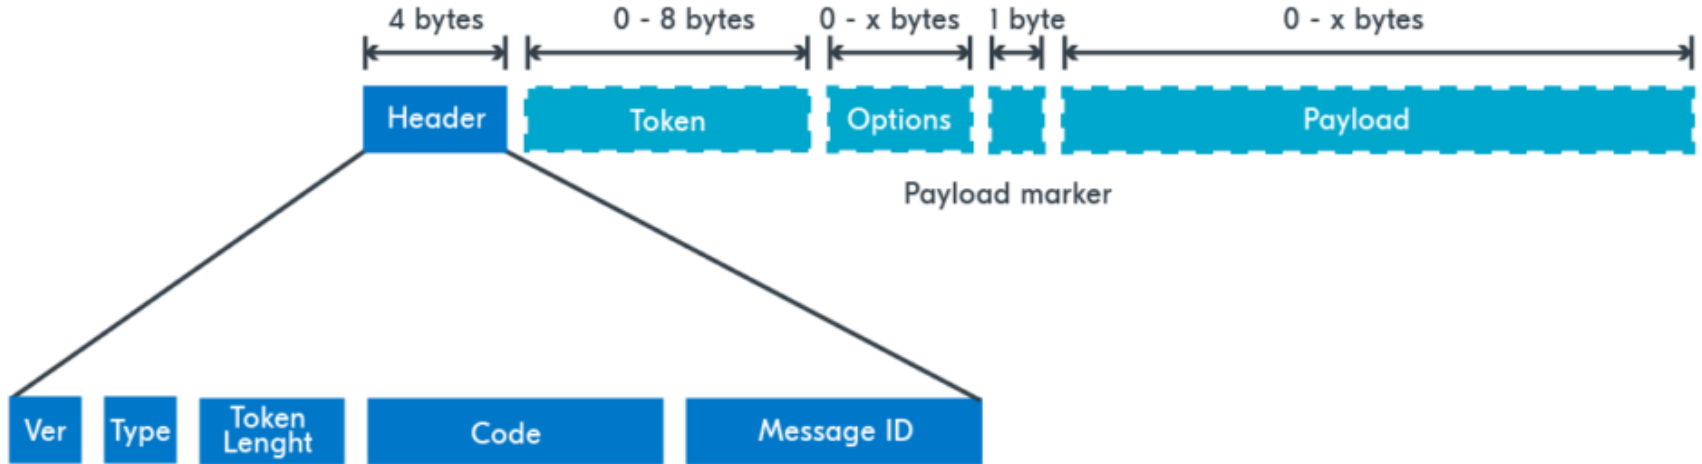 4 bytes
0 - 8 bytes
0 - x bytes
1 byte
0 - x bytes
Header
Token
Options
Payload
Payload marker
Ver
Type
Token
Lenght
Code
Message ID